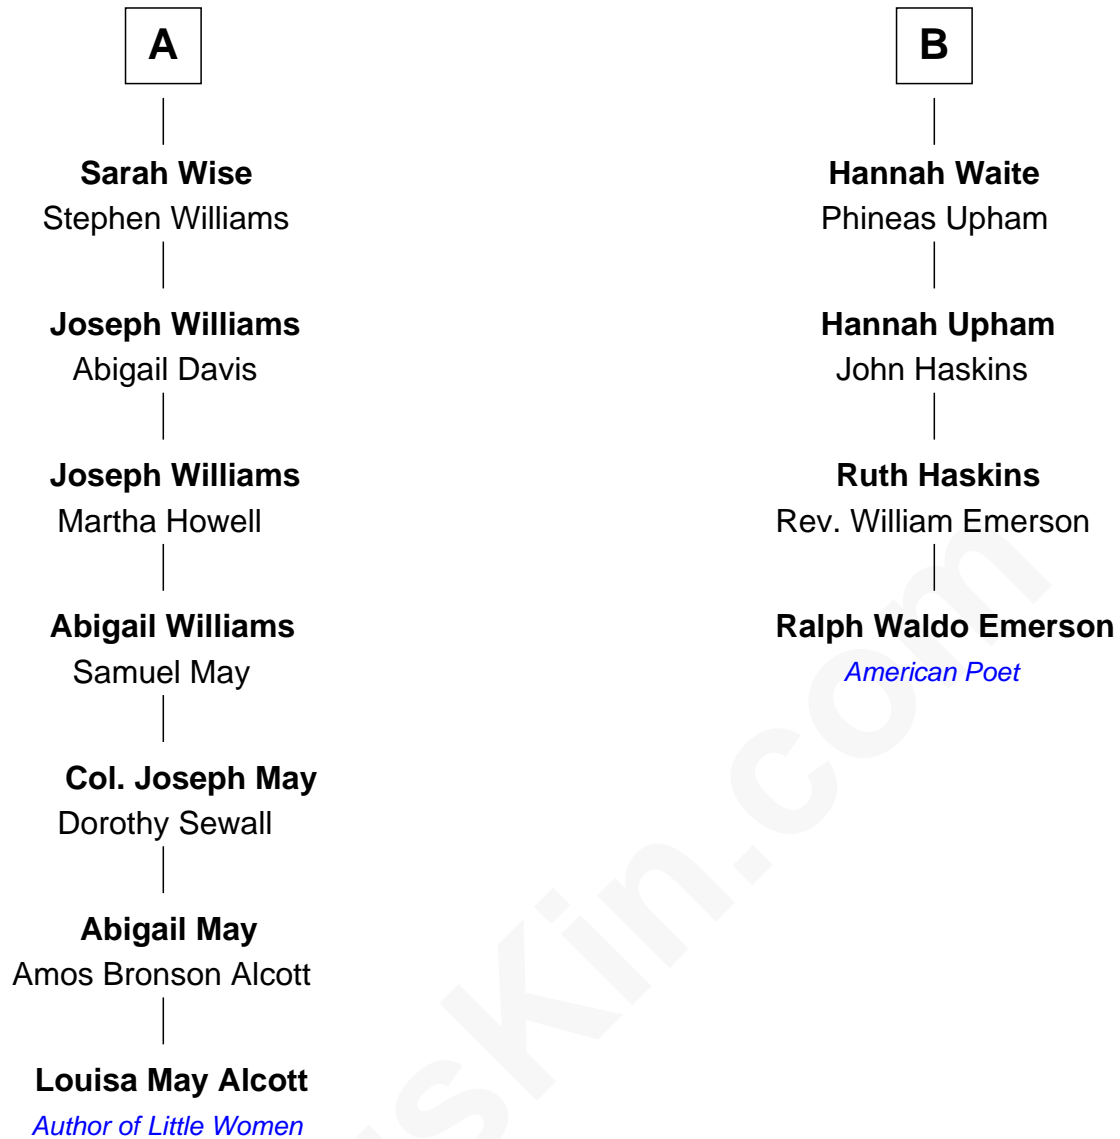 A
Sarah Wise
Stephen Williams
Joseph Williams
Abigail Davis
Joseph Williams
Martha Howell
Abigail Williams
Samuel May
Col. Joseph May
Dorothy Sewall
Abigail May
Amos Bronson Alcott
Louisa May Alcott
Author of Little Women
B
Hannah Waite
Phineas Upham
Hannah Upham
John Haskins
Ruth Haskins
Rev. William Emerson
Ralph Waldo Emerson
American Poet
sKin.com